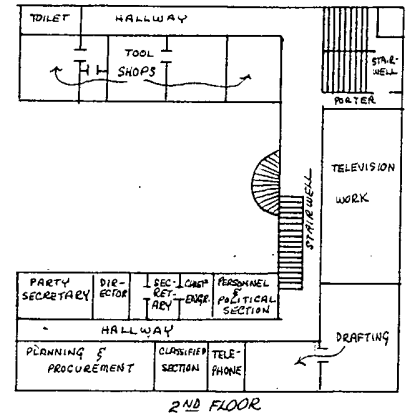 TOILET
HALLWAY
TOOL
SHOPS
STAIR-
WELL
PORTER
TELEVISION
WORK
STAIRWELL
PARTY
SECRETARY
DIR-
ECTOR
SEC-
RET-
ARY
CHIEF
ENGR.
PERSONNEL
&
POLITICAL
SECTION
HALLWAY
DRAFTING
PLANNING &
PROCUREMENT
CLASSIFIED
SECTION
TELE-
PHONE
2ND FLOOR